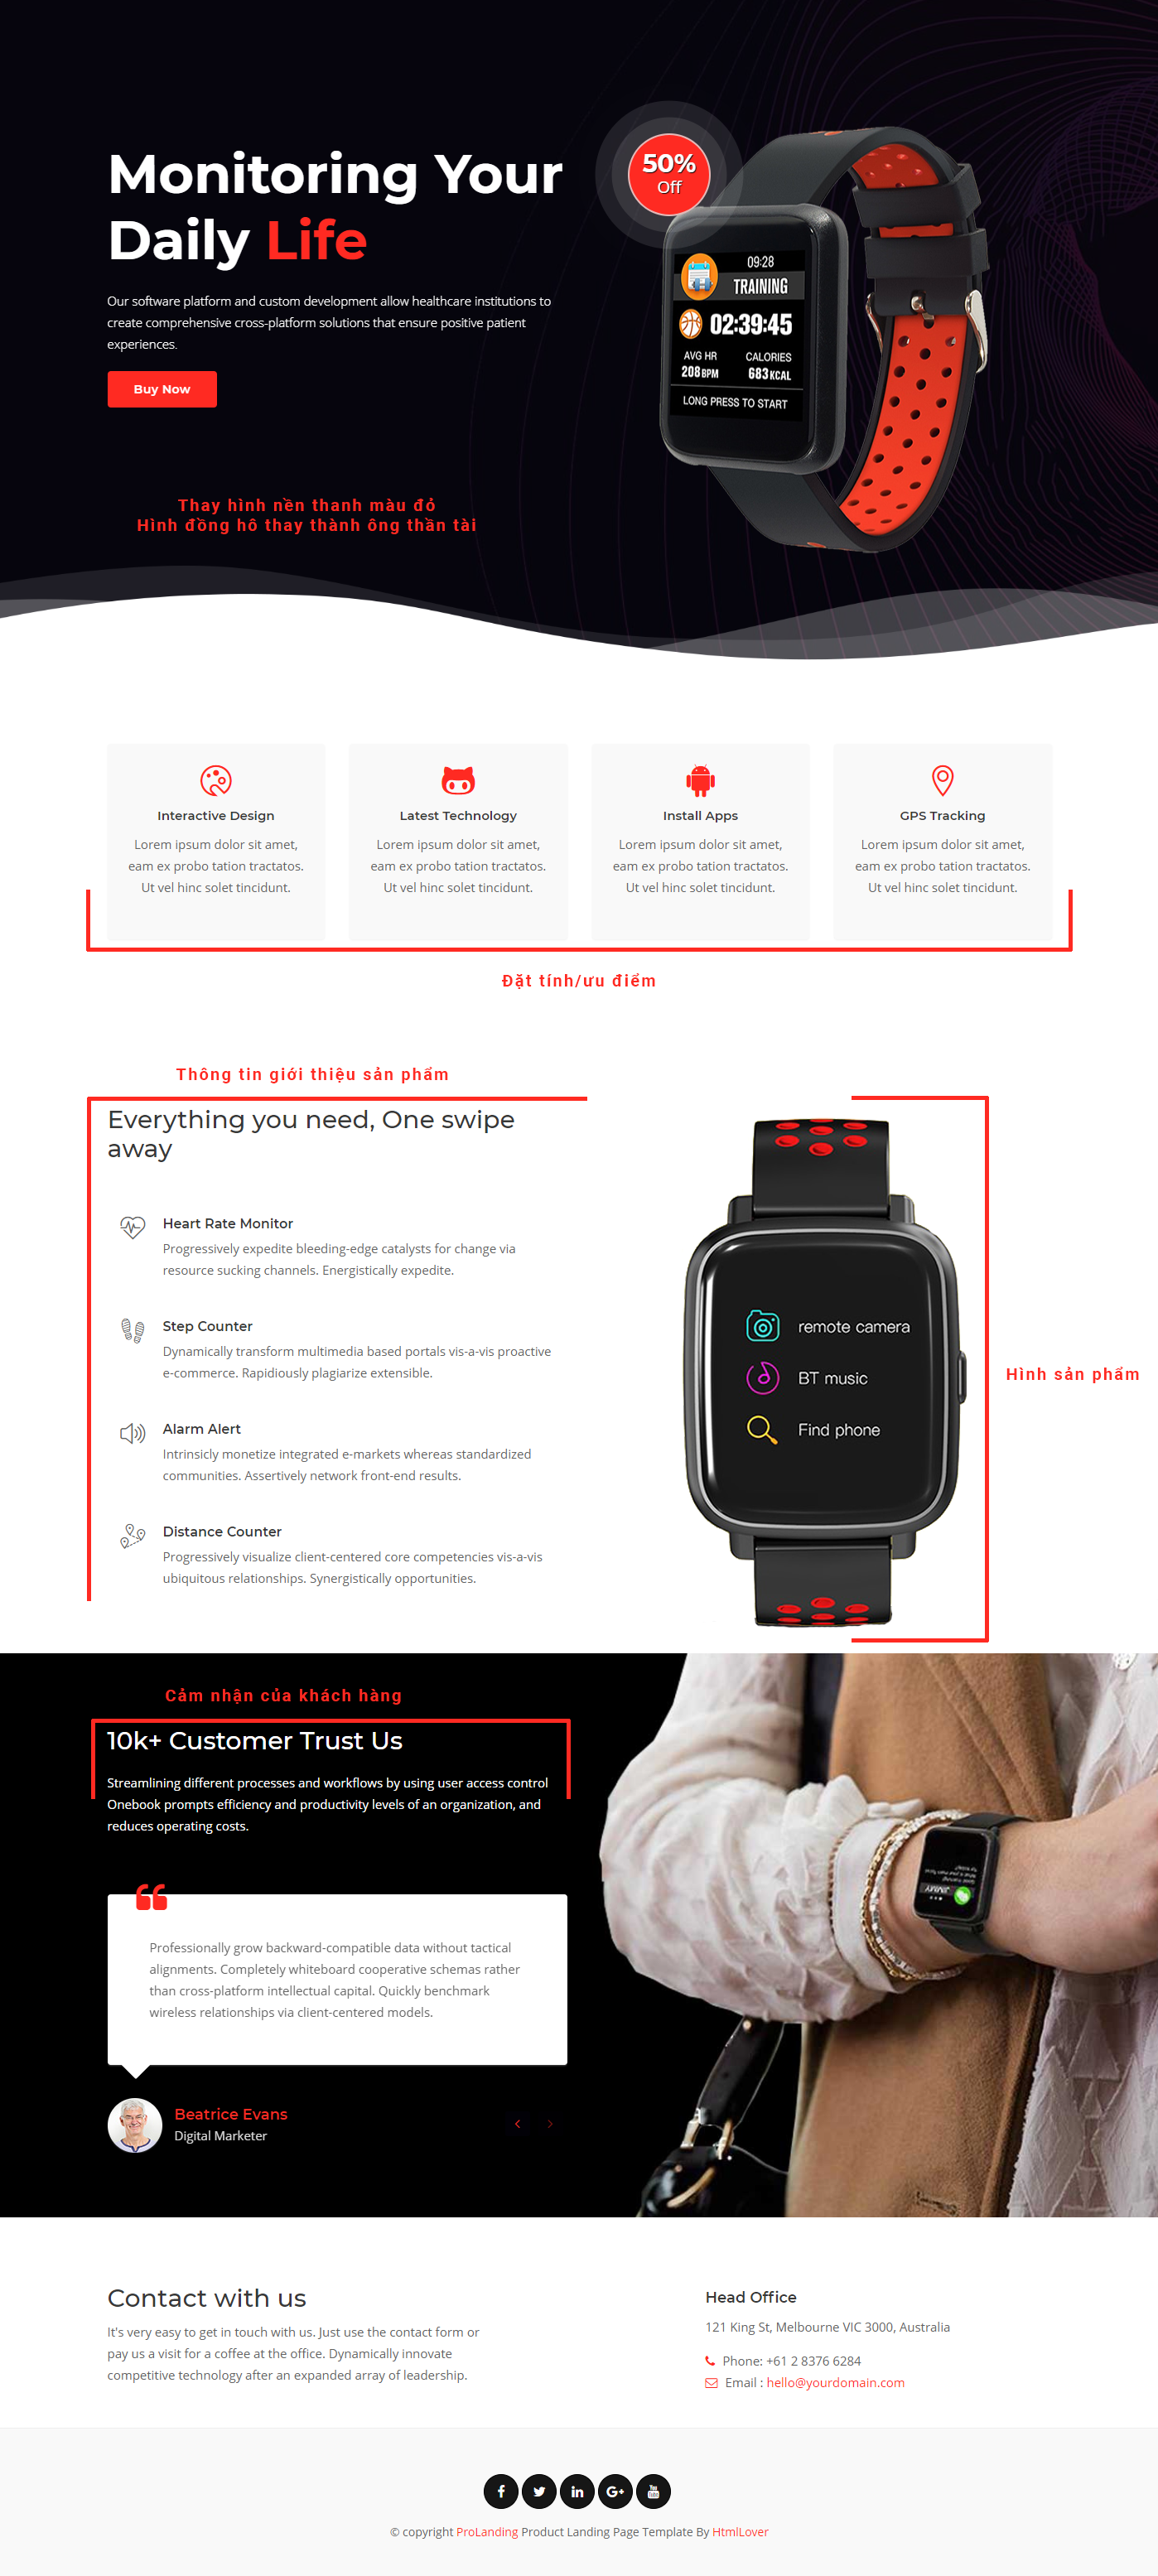 Monitoring Your
Daily Life
50%
Off
Our software platform and custom development allow healthcare institutions to
create comprehensive cross-platform solutions that ensure positive patient
experiences.
Buy Now
09:28
TRAINING
02:39:45
AVG HR CALORIES
208 BPM 683 KCAL
LONG PRESS TO START
Thay hình nền thanh màu đỏ
Hình đồng hô thay thành ông thần tài
Interactive Design
Lorem ipsum dolor sit amet,
eam ex probo tation tractatos.
Ut vel hinc solet tincidunt.
Latest Technology
Lorem ipsum dolor sit amet,
eam ex probo tation tractatos.
Ut vel hinc solet tincidunt.
Install Apps
Lorem ipsum dolor sit amet,
eam ex probo tation tractatos.
Ut vel hinc solet tincidunt.
GPS Tracking
Lorem ipsum dolor sit amet,
eam ex probo tation tractatos.
Ut vel hinc solet tincidunt.
Đặt tính/ưu điểm
Thông tin giới thiệu sản phẩm
Everything you need, One swipe
away
Heart Rate Monitor
Progressively expedite bleeding-edge catalysts for change via
resource sucking channels. Energistically expedite.
Step Counter
Dynamically transform multimedia based portals vis-a-vis proactive
e-commerce. Rapidiously plagiarize extensible.
Alarm Alert
Intrinsicly monetize integrated e-markets whereas standardized
communities. Assertively network front-end results.
Distance Counter
Progressively visualize client-centered core competencies vis-a-vis
ubiquitous relationships. Synergistically opportunities.
remote camera
BT music
Find phone
Hình sản phẩm
Cảm nhận của khách hàng
10k+ Customer Trust Us
Streamlining different processes and workflows by using user access control
Onebook prompts efficiency and productivity levels of an organization, and
reduces operating costs.
Professionally grow backward-compatible data without tactical
alignments. Completely whiteboard cooperative schemas rather
than cross-platform intellectual capital. Quickly benchmark
wireless relationships via client-centered models.
Beatrice Evans
Digital Marketer
Contact with us
It's very easy to get in touch with us. Just use the contact form or
pay us a visit for a coffee at the office. Dynamically innovate
competitive technology after an expanded array of leadership.
Head Office
121 King St, Melbourne VIC 3000, Australia
Phone: +61 2 8376 6284
Email : hello@yourdomain.com
© copyright ProLanding Product Landing Page Template By HtmlLover